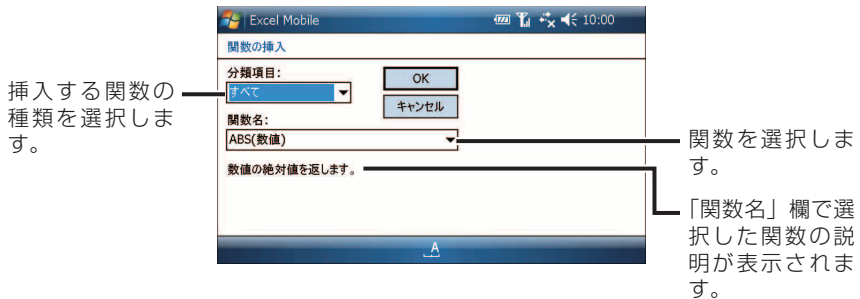 Excel Mobile
10:00
関数の挿入
分類項目:
すべて
OK
キャンセル
関数名:
ABS(数値)
数値の絶対値を返します。
A
挿入する関数の
種類を選択しま
す。
関数を選択しま
す。
「関数名」欄で選
択した関数の説
明が表示されま
す。